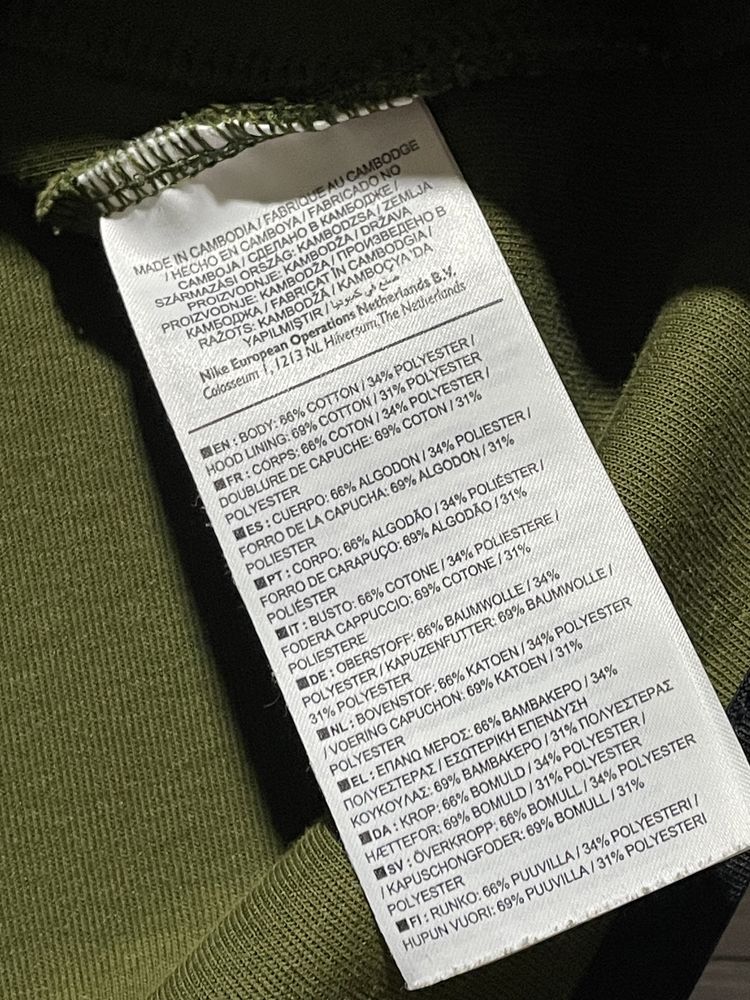 MADE IN CAMBODIA / FABRIQUE AU CAMBODGE
/ HECHO EN CAMBOYA / FABRICADO NO
CAMBOJA / СДЕЛАНО В КАМБОДЖЕ /
SZÁRMAZÁSI ORSZÁG: KAMBODZSA / ZEMLJA
PROIZVODNJE: KAMBODŽA / DRŽAVA
PROIZVODNJE: KAMBODŽA / ПРОИЗВЕДЕНО В
КАМБОДЖА / FABRICAT ÎN CAMBODGIA /
RAŽOTS: KAMBODŽĀ / KAMBOÇYA'DA
YAPILMIŞTIR / صنع في كمبوديا
Nike European Operations Netherlands B.V.
Colosseum 1, 1213 NL Hilversum, The Netherlands
EN : BODY: 66% COTTON / 34% POLYESTER /
HOOD LINING: 69% COTTON / 31% POLYESTER
FR : CORPS: 66% COTON / 34% POLYESTER /
DOUBLURE DE CAPUCHE: 69% COTON / 31%
POLYESTER
ES : CUERPO: 66% ALGODÓN / 34% POLIÉSTER /
FORRO DE LA CAPUCHA: 69% ALGODÓN / 31%
POLIÉSTER
PT : CORPO: 66% ALGODÃO / 34% POLIÉSTER /
FORRO DE CARAPUÇO: 69% ALGODÃO / 31%
POLIÉSTER
IT : BUSTO: 66% COTONE / 34% POLIESTERE /
FODERA CAPPUCCIO: 69% COTONE / 31%
POLIESTERE
DE : OBERSTOFF: 66% BAUMWOLLE / 34%
POLYESTER / KAPUZENFUTTER: 69% BAUMWOLLE /
31% POLYESTER
NL : BOVENSTOF: 66% KATOEN / 34% POLYESTER
/ VOERING CAPUCHON: 69% KATOEN / 31%
POLYESTER
EL : ΕΠΑΝΩ ΜΕΡΟΣ: 66% ΒΑΜΒΑΚΕΡΟ / 34%
ΠΟΛΥΕΣΤΕΡΑΣ / ΕΣΩΤΕΡΙΚΗ ΕΠΕΝΔΥΣΗ
ΚΟΥΚΟΥΛΑΣ: 69% ΒΑΜΒΑΚΕΡΟ / 31% ΠΟΛΥΕΣΤΕΡΑΣ
DA : KROP: 66% BOMULD / 34% POLYESTER /
HÆTTEFOR: 69% BOMULD / 31% POLYESTER
SV : ÖVERKROPP: 66% BOMULL / 34% POLYESTER
/ KAPUSCHONGFODER: 69% BOMULL / 31%
POLYESTER
FI : RUNKO: 66% PUUVILLA / 34% POLYESTERI /
HUPUN VUORI: 69% PUUVILLA / 31% POLYESTERI